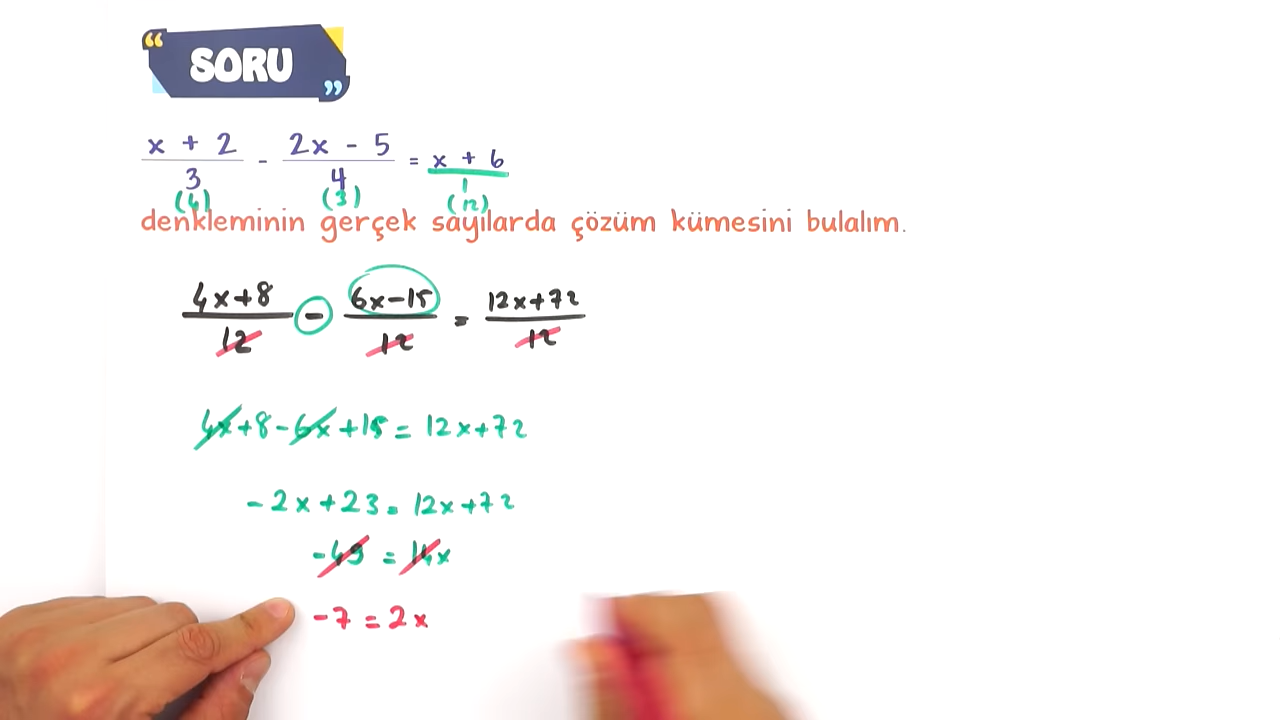 “ SORU ”
x + 2 / 3 - 2x - 5 / 4 = x + 6 / 1
(4) (3) (12)
denkleminin gerçek sayılarda çözüm kümesini bulalım.
4x+8 / 12 - 6x-15 / 12 = 12x+72 / 12
4x+8-6x+15=12x+72
-2x+23=12x+72
-49=14x
-7=2x